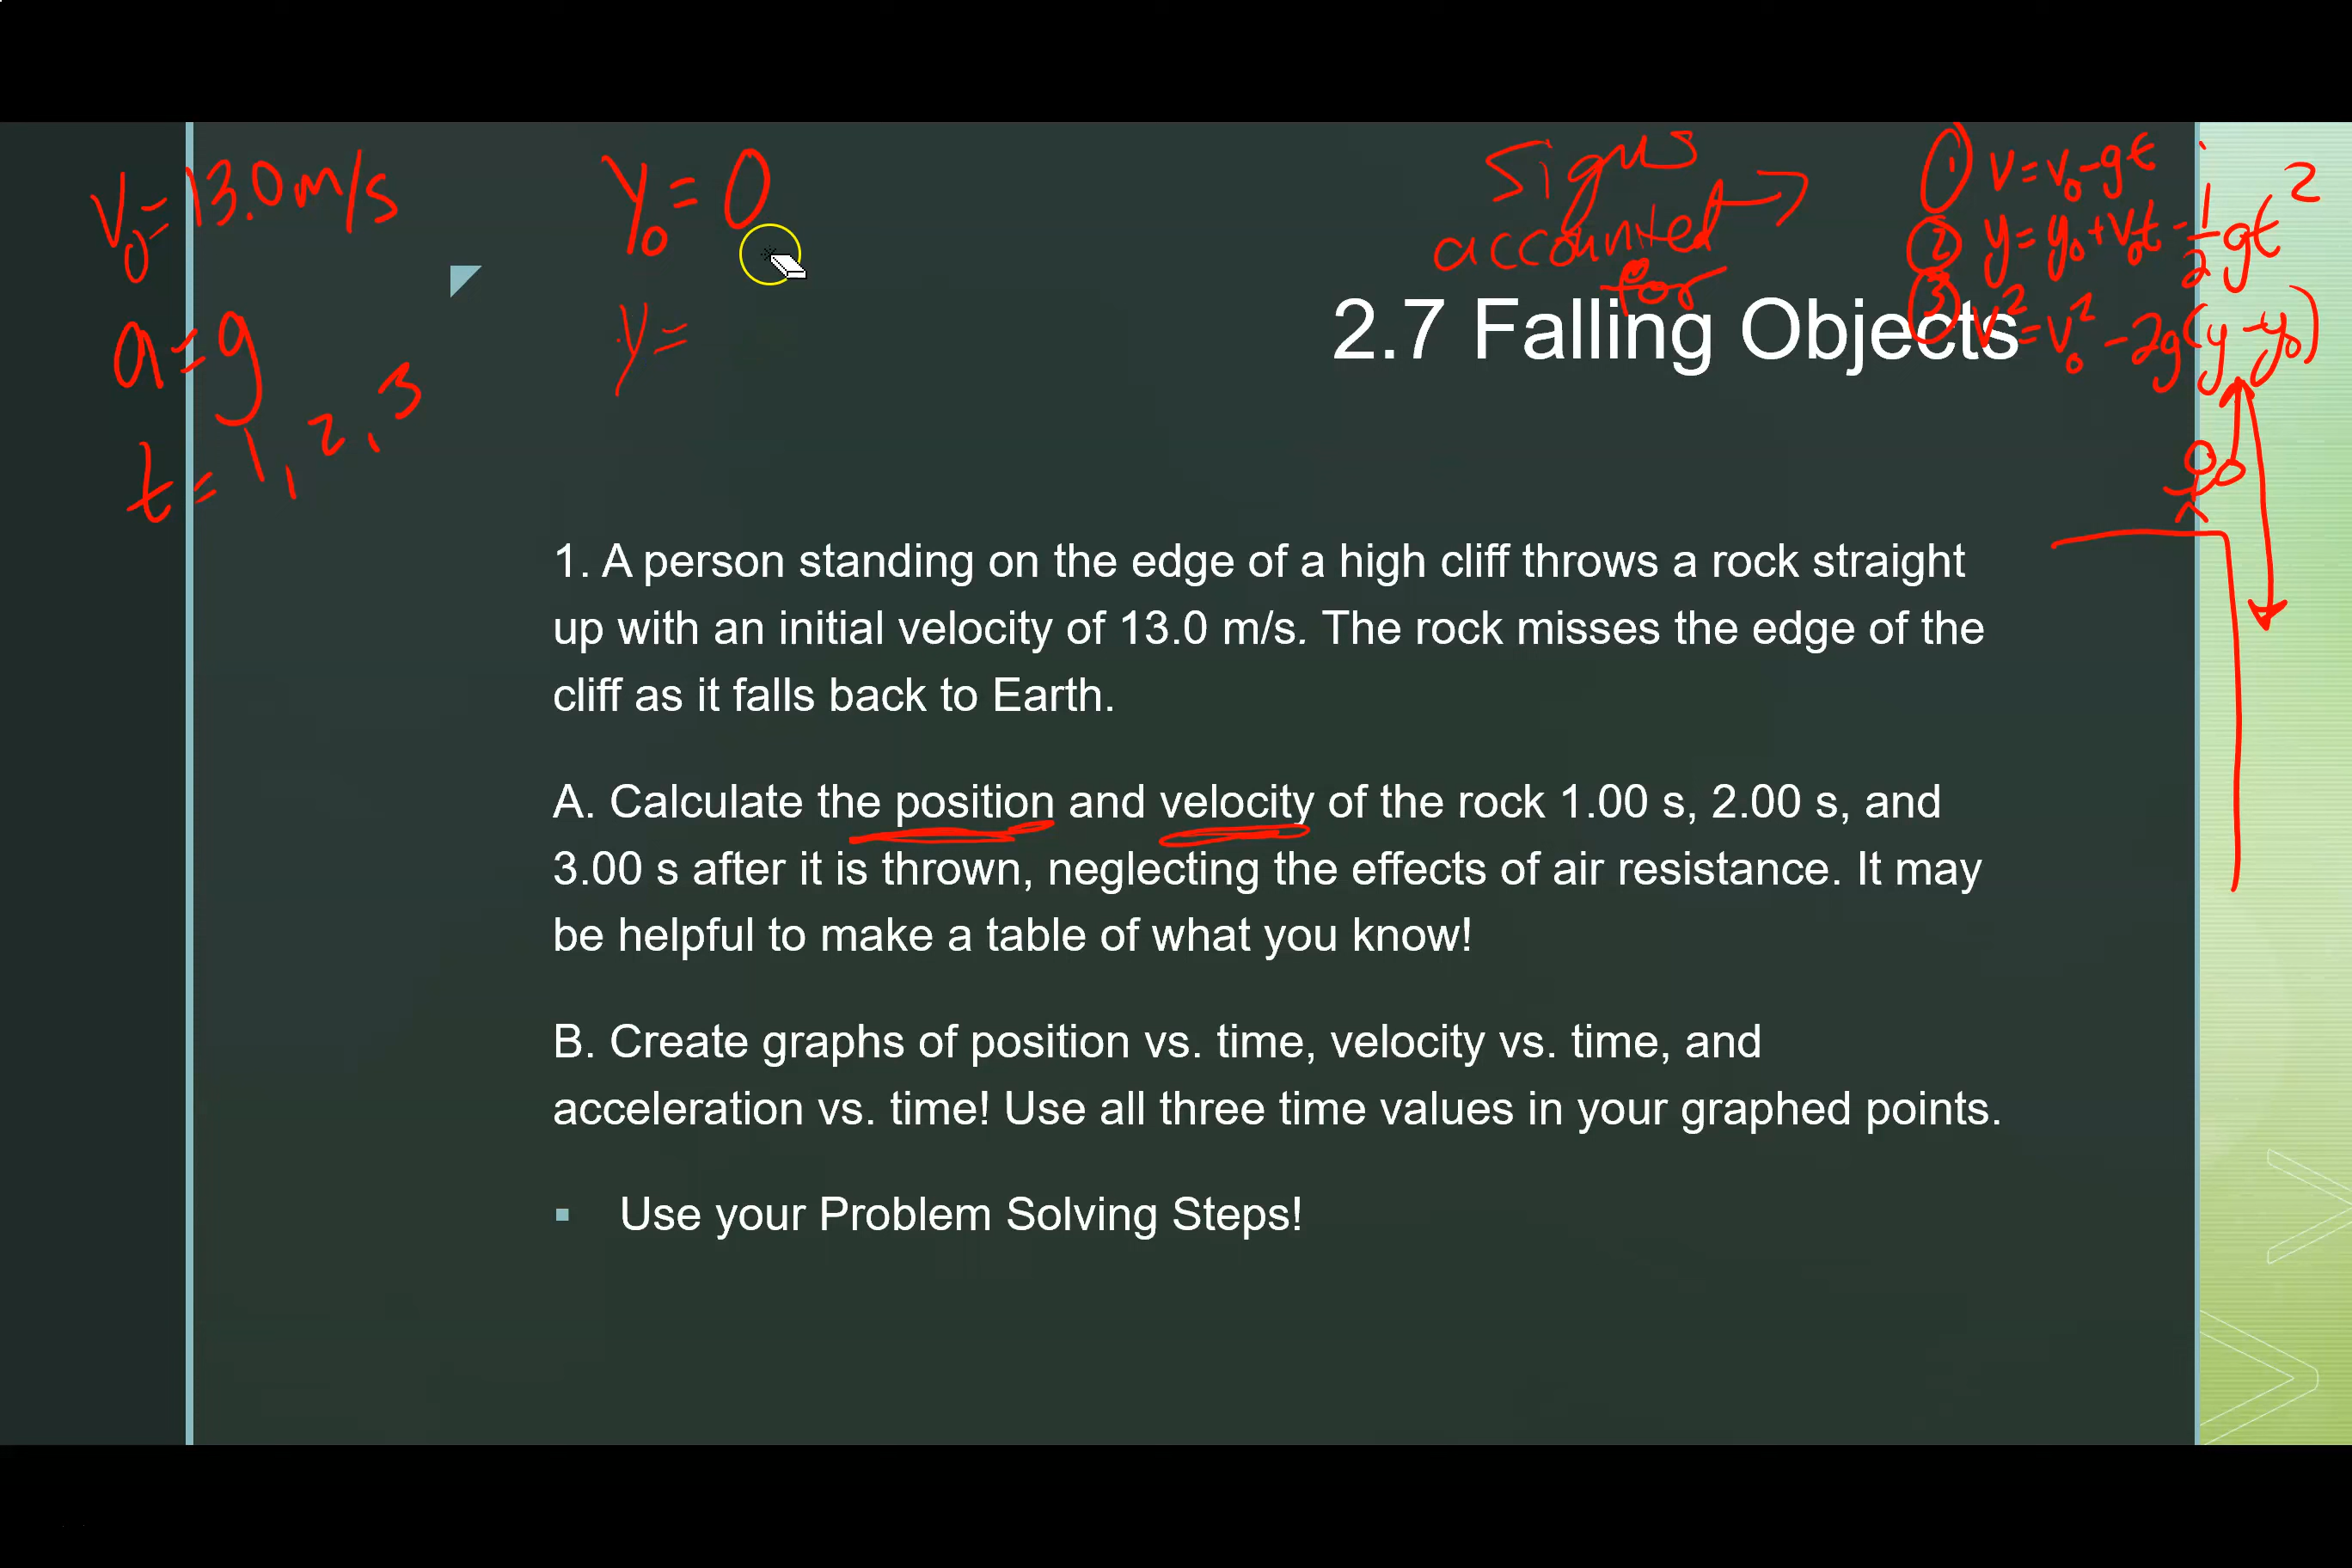 v₀ = 13.0 m/s
a = g
t = 1, 2, 3
y₀ = 0
y =
Signs
accounted →
for
① v = v₀ - gt
② y = y₀ + v₀t - 1/2 gt²
③ v² = v₀² - 2g(y - y₀)
2.7 Falling Objects
1. A person standing on the edge of a high cliff throws a rock straight
up with an initial velocity of 13.0 m/s. The rock misses the edge of the
cliff as it falls back to Earth.
A. Calculate the position and velocity of the rock 1.00 s, 2.00 s, and
3.00 s after it is thrown, neglecting the effects of air resistance. It may
be helpful to make a table of what you know!
B. Create graphs of position vs. time, velocity vs. time, and
acceleration vs. time! Use all three time values in your graphed points.
▪ Use your Problem Solving Steps!